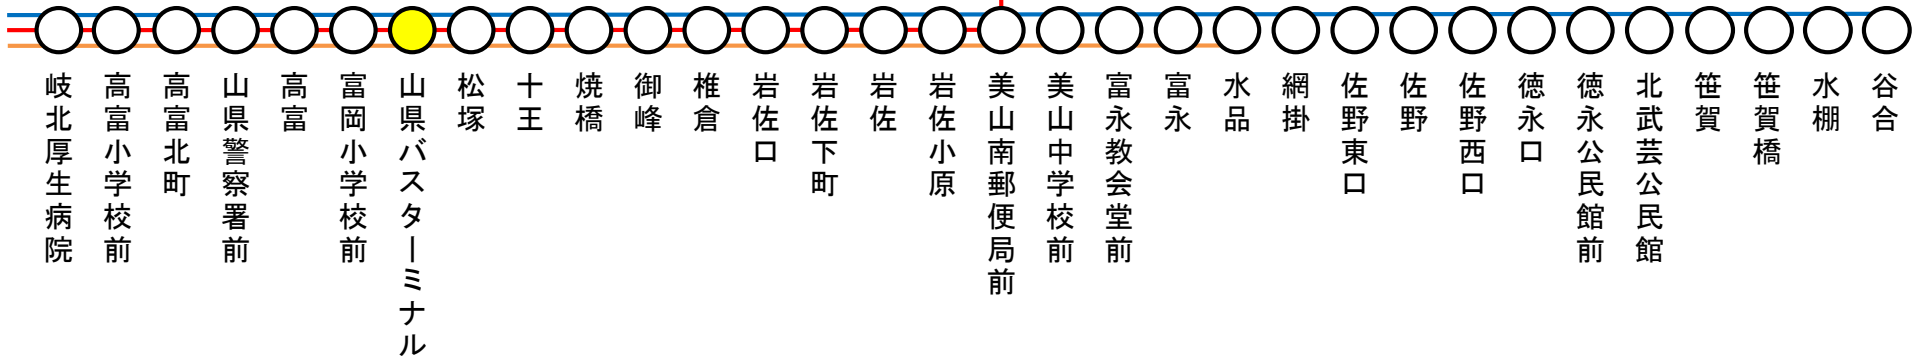 岐北厚生病院
高富小学校前
高富北町
山県警察署前
高富
富岡小学校前
山県バスターミナル
松塚
十王
焼橋
御峰
椎倉
岩佐口
岩佐下町
岩佐
岩佐小原
美山南郵便局前
美山中学校前
富永教会堂前
富永
水品
網掛
佐野東口
佐野
佐野西口
徳永口
徳永公民館前
北武芸公民館
笹賀
笹賀橋
水棚
谷合